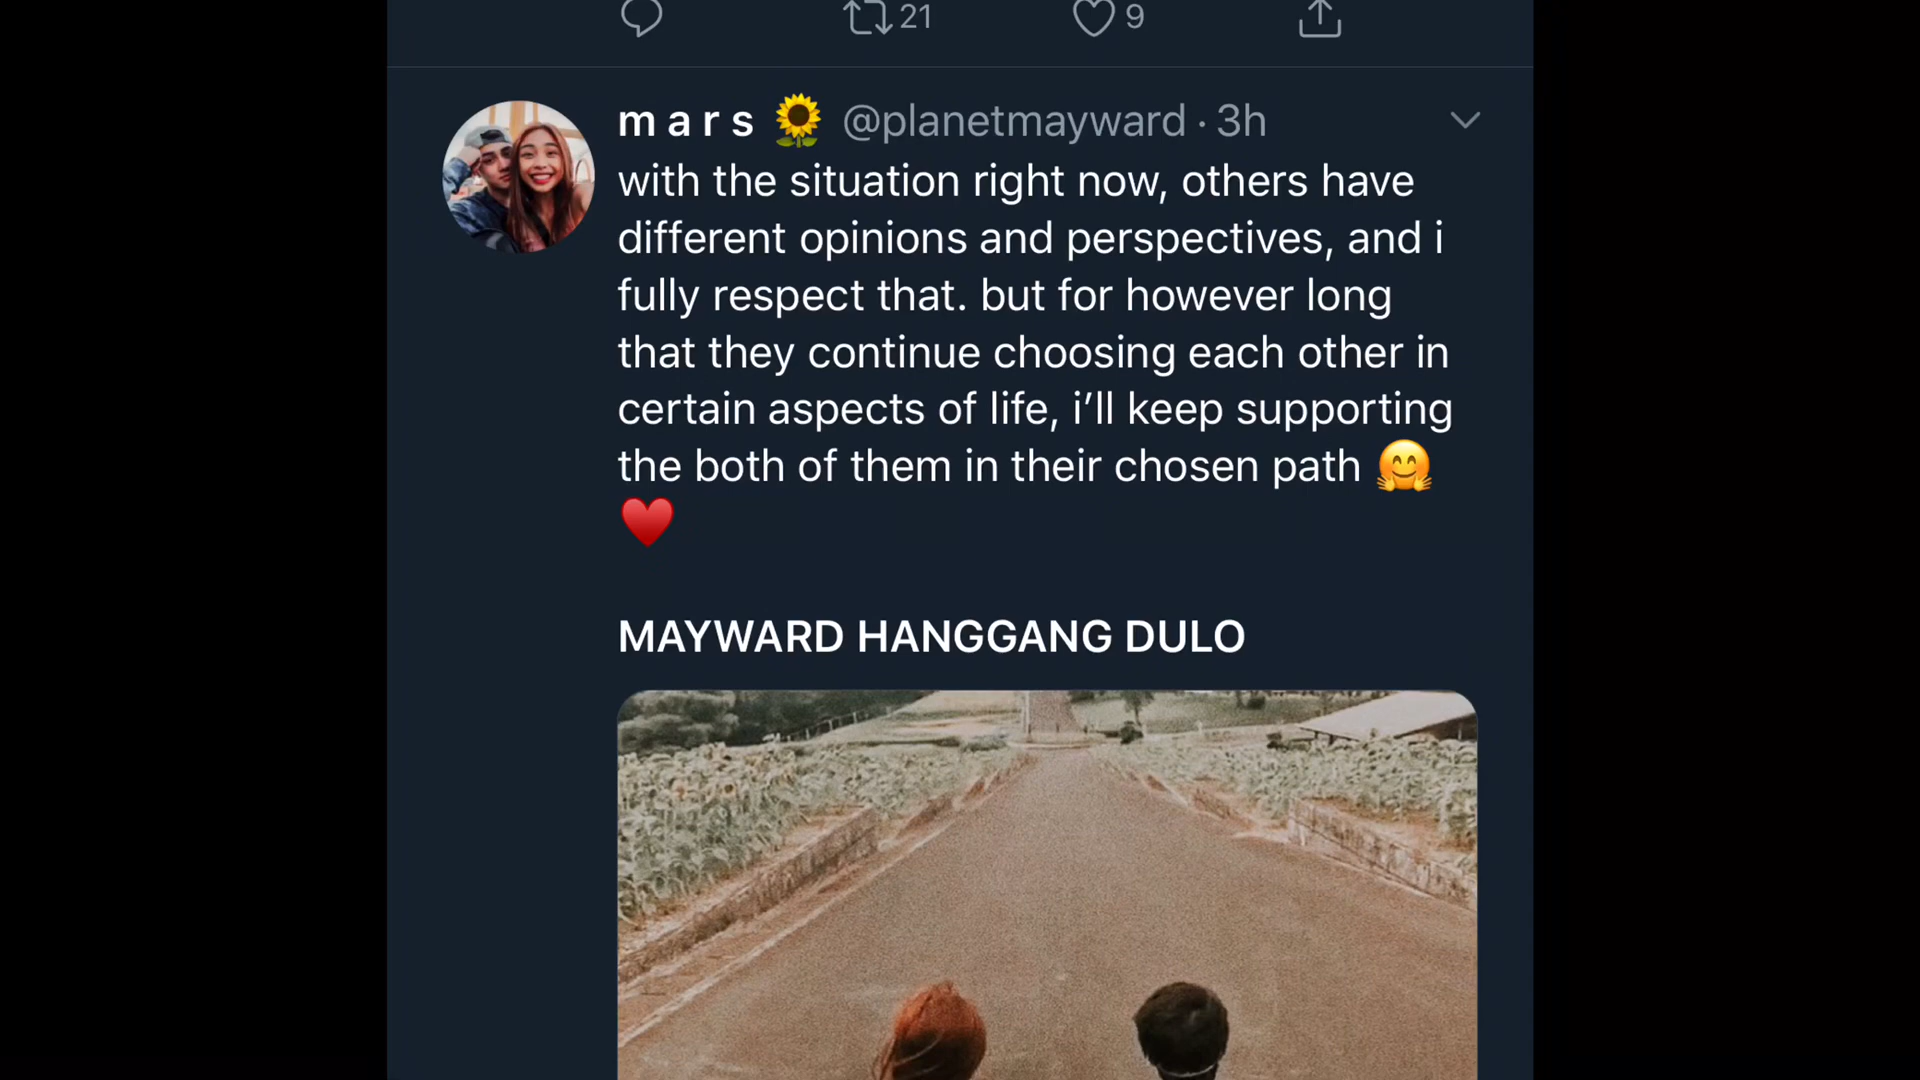 21 9
m a r s 🌻 @planetmayward · 3h
with the situation right now, others have
different opinions and perspectives, and i
fully respect that. but for however long
that they continue choosing each other in
certain aspects of life, i’ll keep supporting
the both of them in their chosen path 🤗
♥️
MAYWARD HANGGANG DULO